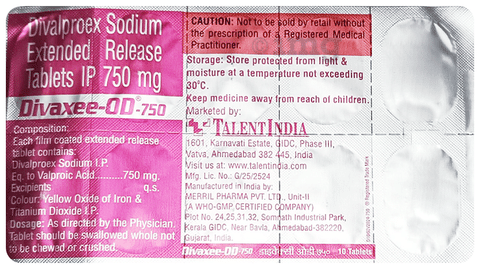 Divalproex Sodium
Extended Release
Tablets IP 750 mg
Divaxee-OD®-750
Composition:
Each film coated extended release
tablet contains:
Divalproex Sodium I.P.
Eq. to Valproic Acid.........750 mg.
Excipients q.s.
Colour: Yellow Oxide of Iron &
Titanium Dioxide I.P.
Dosage: As directed by the Physician.
Tablet should be swallowed whole not
to be chewed or crushed.
CAUTION: Not to be sold by retail without
the prescription of a Registered Medical
Practitioner.
Storage: Store protected from light &
moisture at a temperature not exceeding
30°C.
Keep medicine away from reach of children.
Marketed by:
TALENTINDIA
1601, Karnavati Estate, GIDC, Phase III,
Vatva, Ahmedabad 382 445, India
Visit us at: www.talentindia.com
Mfg. Lic. No.: G/25/2524
Manufactured in India by:
MERRIL PHARMA PVT. LTD., Unit-II
(A WHO-GMP CERTIFIED COMPANY)
Plot No. 24,25,31,32, Somnath Industrial Park,
Kerala GIDC, Near Bavla, Ahmedabad-382220,
Gujarat, India.
Divaxee-OD-750 डाइवेक्सी ओडी ७५० 10 Tablets
® Registered Trade Mark